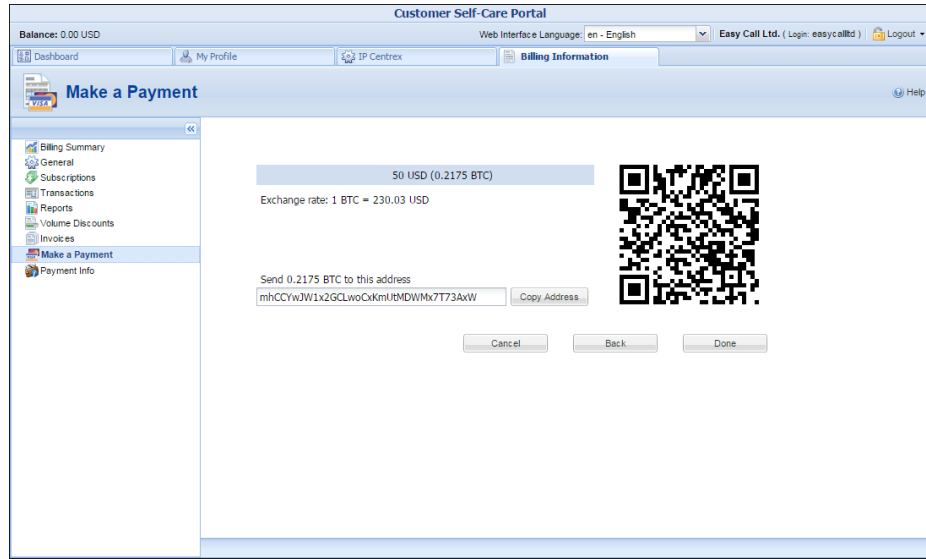 Customer Self-Care Portal
Balance: 0.00 USD
Web Interface Language: en - English
Easy Call Ltd. ( Login: easycallltd )
Logout
Dashboard
My Profile
IP Centrex
Billing Information
VISA
Make a Payment
Help
Billing Summary
General
Subscriptions
Transactions
Reports
Volume Discounts
Invoices
Make a Payment
Payment Info
50 USD (0.2175 BTC)
Exchange rate: 1 BTC = 230.03 USD
Send 0.2175 BTC to this address
mhCCYwJW1x2GCLwoCxKmUtMDWMx7T73AxW
Copy Address
Cancel
Back
Done